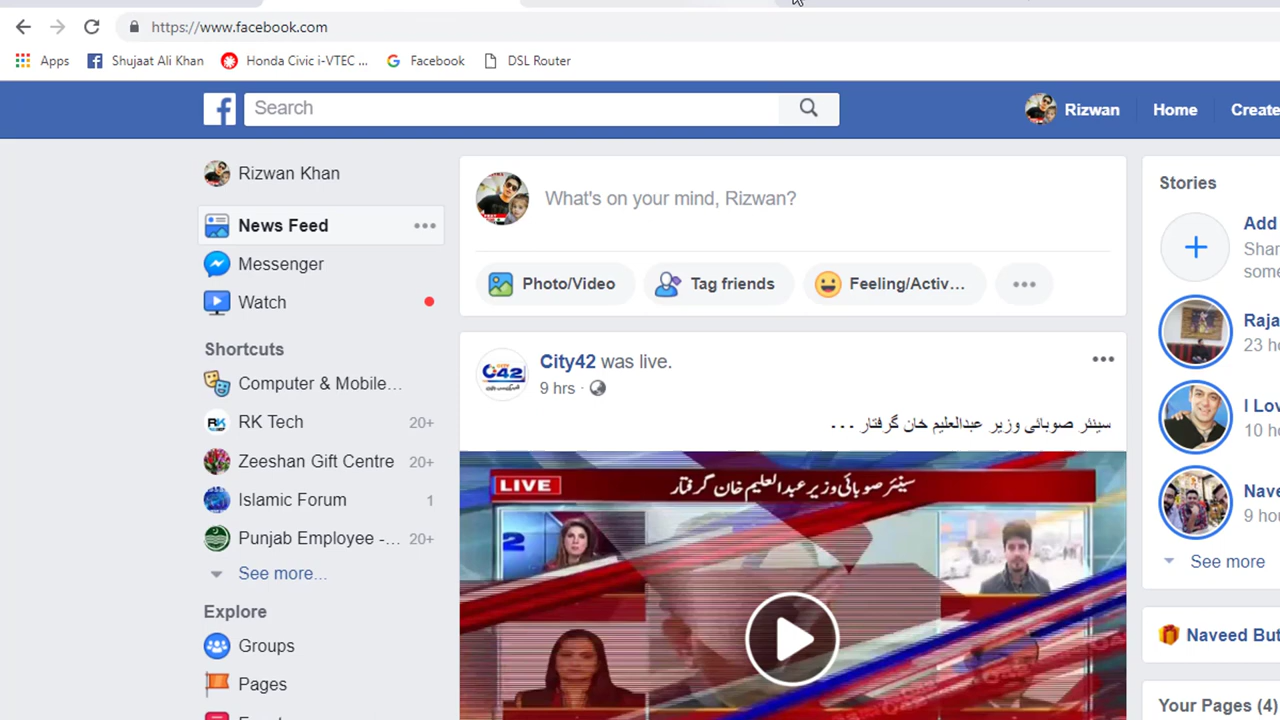 https://www.facebook.com
Apps
Shujaat Ali Khan
Honda Civic i-VTEC ...
Facebook
DSL Router
Search
Rizwan
Home
Create
Rizwan Khan
News Feed
Messenger
Watch
Shortcuts
Computer & Mobile...
RK Tech 20+
Zeeshan Gift Centre 20+
Islamic Forum 1
Punjab Employee -... 20+
See more...
Explore
Groups
Pages
What's on your mind, Rizwan?
Photo/Video
Tag friends
Feeling/Activ...
City42 was live.
9 hrs ·
سینئر صوبائی وزیر عبدالعلیم خان گرفتار ...
LIVE
سینئر صوبائی وزیر عبدالعلیم خان گرفتار
Stories
Add
Shar
some
Raja
23 ho
I Lov
10 ho
Nave
9 hou
See more
Naveed But
Your Pages (4)